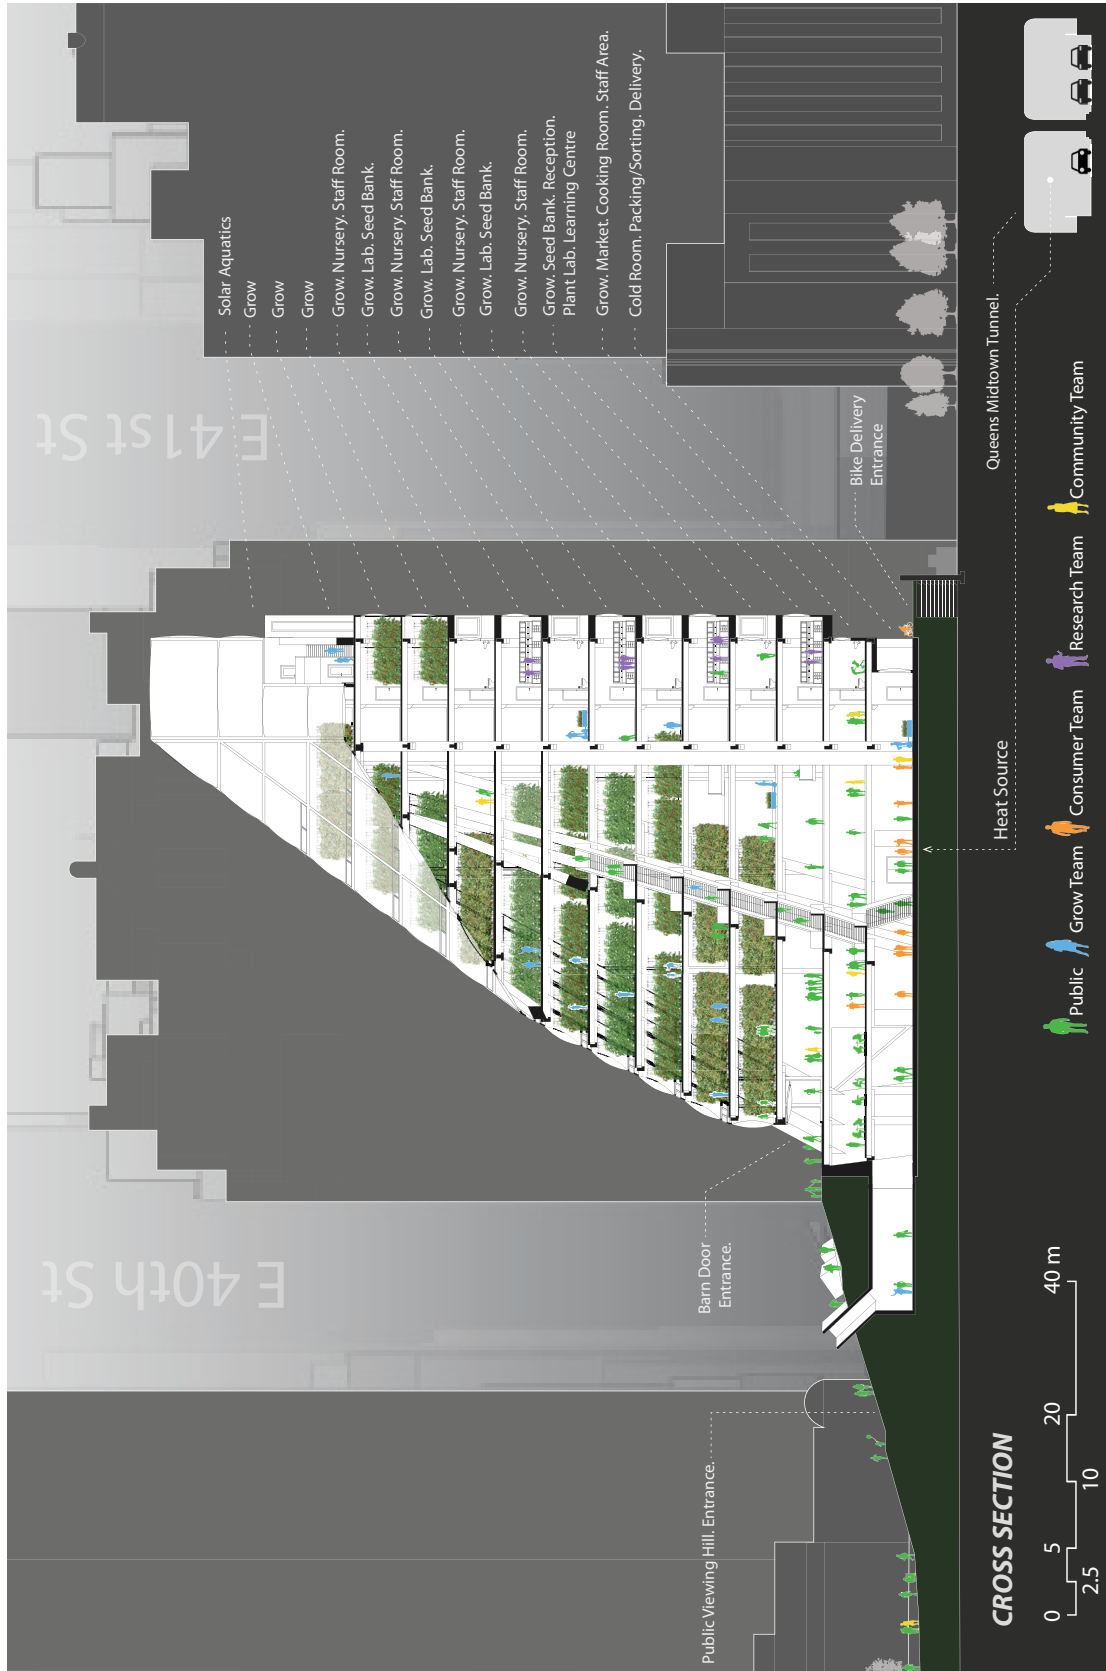 E 40th St
E 41st St
Solar Aquatics
Grow
Grow
Grow
Grow. Nursery. Staff Room.
Grow. Lab. Seed Bank.
Grow. Nursery. Staff Room.
Grow. Lab. Seed Bank.
Grow. Nursery. Staff Room.
Grow. Lab. Seed Bank.
Grow. Nursery. Staff Room.
Grow. Seed Bank. Reception.
Plant Lab. Learning Centre
Grow. Market. Cooking Room. Staff Area.
Cold Room. Packing/Sorting. Delivery.
Public Viewing Hill. Entrance.
Barn Door
Entrance.
Bike Delivery
Entrance
Queens Midtown Tunnel.
Heat Source
CROSS SECTION
0 5 20 40 m
2.5 10
Public
Grow Team
Consumer Team
Research Team
Community Team